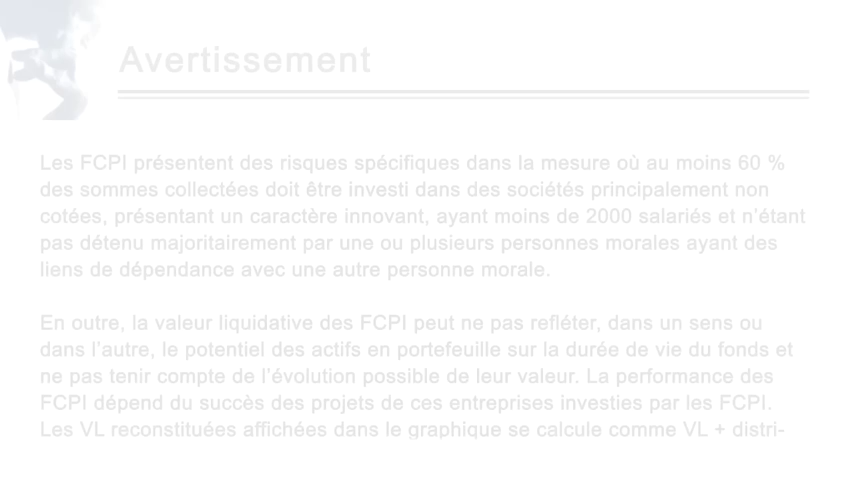 Avertissement
Les FCPI présentent des risques spécifiques dans la mesure où au moins 60 %
des sommes collectées doit être investi dans des sociétés principalement non
cotées, présentant un caractère innovant, ayant moins de 2000 salariés et n’étant
pas détenu majoritairement par une ou plusieurs personnes morales ayant des
liens de dépendance avec une autre personne morale.
En outre, la valeur liquidative des FCPI peut ne pas refléter, dans un sens ou
dans l’autre, le potentiel des actifs en portefeuille sur la durée de vie du fonds et
ne pas tenir compte de l’évolution possible de leur valeur. La performance des
FCPI dépend du succès des projets de ces entreprises investies par les FCPI.
Les VL reconstituées affichées dans le graphique se calcule comme VL + distri-